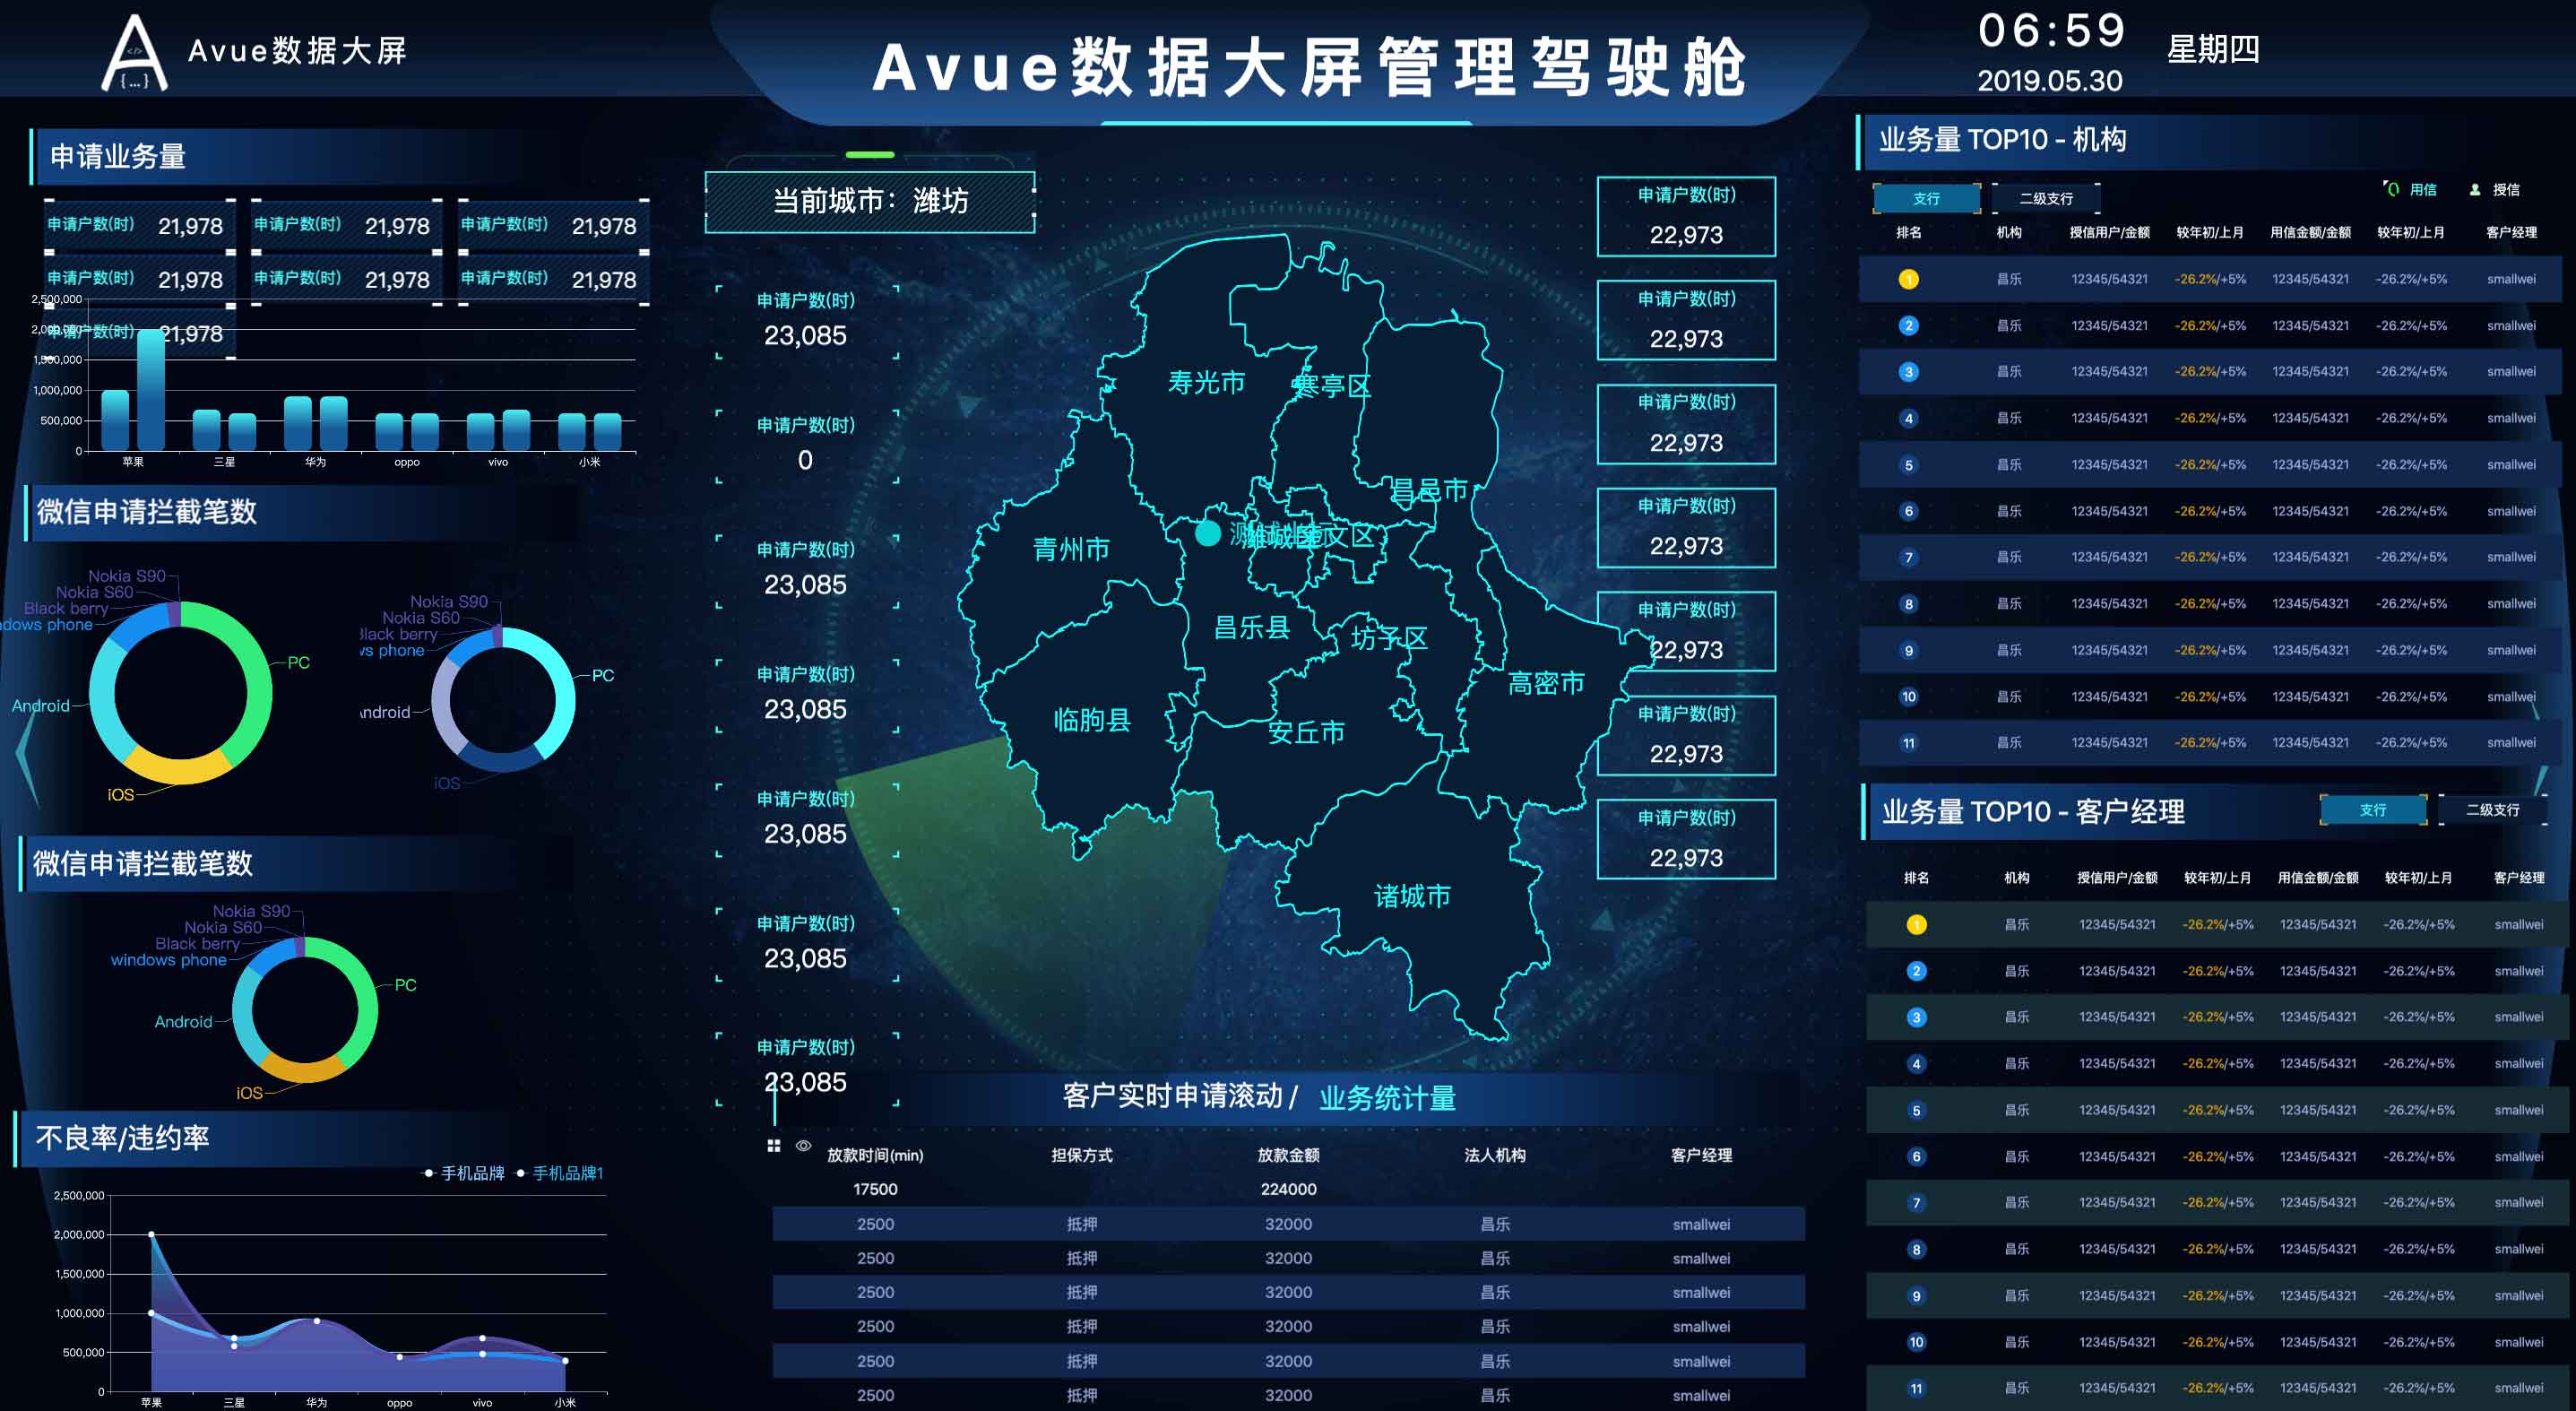 Avue数据大屏
Avue数据大屏管理驾驶舱
06:59
2019.05.30
星期四
申请业务量
申请户数(时) 21,978 申请户数(时) 21,978 申请户数(时) 21,978
申请户数(时) 21,978 申请户数(时) 21,978 申请户数(时) 21,978
申请户数(时) 21,978
2,500,000
2,000,000
1,500,000
1,000,000
500,000
0
苹果 三星 华为 oppo vivo 小米
微信申请拦截笔数
Nokia S90
Nokia S60
Black berry
dows phone
PC
Android
iOS
Nokia S90
Nokia S60
lack berry
s phone
PC
ndroid
iOS
微信申请拦截笔数
Nokia S90
Nokia S60
Black berry
windows phone
PC
Android
iOS
不良率/违约率
手机品牌 手机品牌1
2,500,000
2,000,000
1,500,000
1,000,000
500,000
0
苹果 三星 华为 oppo vivo 小米
当前城市：潍坊
申请户数(时)
23,085
申请户数(时)
0
申请户数(时)
23,085
申请户数(时)
23,085
申请户数(时)
23,085
申请户数(时)
23,085
申请户数(时)
23,085
寿光市
寒亭区
昌邑市
青州市
昌乐县
坊子区
高密市
临朐县
安丘市
诸城市
申请户数(时)
22,973
申请户数(时)
22,973
申请户数(时)
22,973
申请户数(时)
22,973
申请户数(时)
22,973
申请户数(时)
22,973
申请户数(时)
22,973
客户实时申请滚动 / 业务统计量
放款时间(min) 担保方式 放款金额 法人机构 客户经理
17500 224000
2500 抵押 32000 昌乐 smallwei
2500 抵押 32000 昌乐 smallwei
2500 抵押 32000 昌乐 smallwei
2500 抵押 32000 昌乐 smallwei
2500 抵押 32000 昌乐 smallwei
2500 抵押 32000 昌乐 smallwei
业务量 TOP10 - 机构
支行 二级支行 用信 授信
排名 机构 授信用户/金额 较年初/上月 用信金额/金额 较年初/上月 客户经理
1 昌乐 12345/54321 -26.2%/+5% 12345/54321 -26.2%/+5% smallwei
2 昌乐 12345/54321 -26.2%/+5% 12345/54321 -26.2%/+5% smallwei
3 昌乐 12345/54321 -26.2%/+5% 12345/54321 -26.2%/+5% smallwei
4 昌乐 12345/54321 -26.2%/+5% 12345/54321 -26.2%/+5% smallwei
5 昌乐 12345/54321 -26.2%/+5% 12345/54321 -26.2%/+5% smallwei
6 昌乐 12345/54321 -26.2%/+5% 12345/54321 -26.2%/+5% smallwei
7 昌乐 12345/54321 -26.2%/+5% 12345/54321 -26.2%/+5% smallwei
8 昌乐 12345/54321 -26.2%/+5% 12345/54321 -26.2%/+5% smallwei
9 昌乐 12345/54321 -26.2%/+5% 12345/54321 -26.2%/+5% smallwei
10 昌乐 12345/54321 -26.2%/+5% 12345/54321 -26.2%/+5% smallwei
11 昌乐 12345/54321 -26.2%/+5% 12345/54321 -26.2%/+5% smallwei
业务量 TOP10 - 客户经理
支行 二级支行
排名 机构 授信用户/金额 较年初/上月 用信金额/金额 较年初/上月 客户经理
1 昌乐 12345/54321 -26.2%/+5% 12345/54321 -26.2%/+5% smallwei
2 昌乐 12345/54321 -26.2%/+5% 12345/54321 -26.2%/+5% smallwei
3 昌乐 12345/54321 -26.2%/+5% 12345/54321 -26.2%/+5% smallwei
4 昌乐 12345/54321 -26.2%/+5% 12345/54321 -26.2%/+5% smallwei
5 昌乐 12345/54321 -26.2%/+5% 12345/54321 -26.2%/+5% smallwei
6 昌乐 12345/54321 -26.2%/+5% 12345/54321 -26.2%/+5% smallwei
7 昌乐 12345/54321 -26.2%/+5% 12345/54321 -26.2%/+5% smallwei
8 昌乐 12345/54321 -26.2%/+5% 12345/54321 -26.2%/+5% smallwei
9 昌乐 12345/54321 -26.2%/+5% 12345/54321 -26.2%/+5% smallwei
10 昌乐 12345/54321 -26.2%/+5% 12345/54321 -26.2%/+5% smallwei
11 昌乐 12345/54321 -26.2%/+5% 12345/54321 -26.2%/+5% smallwei